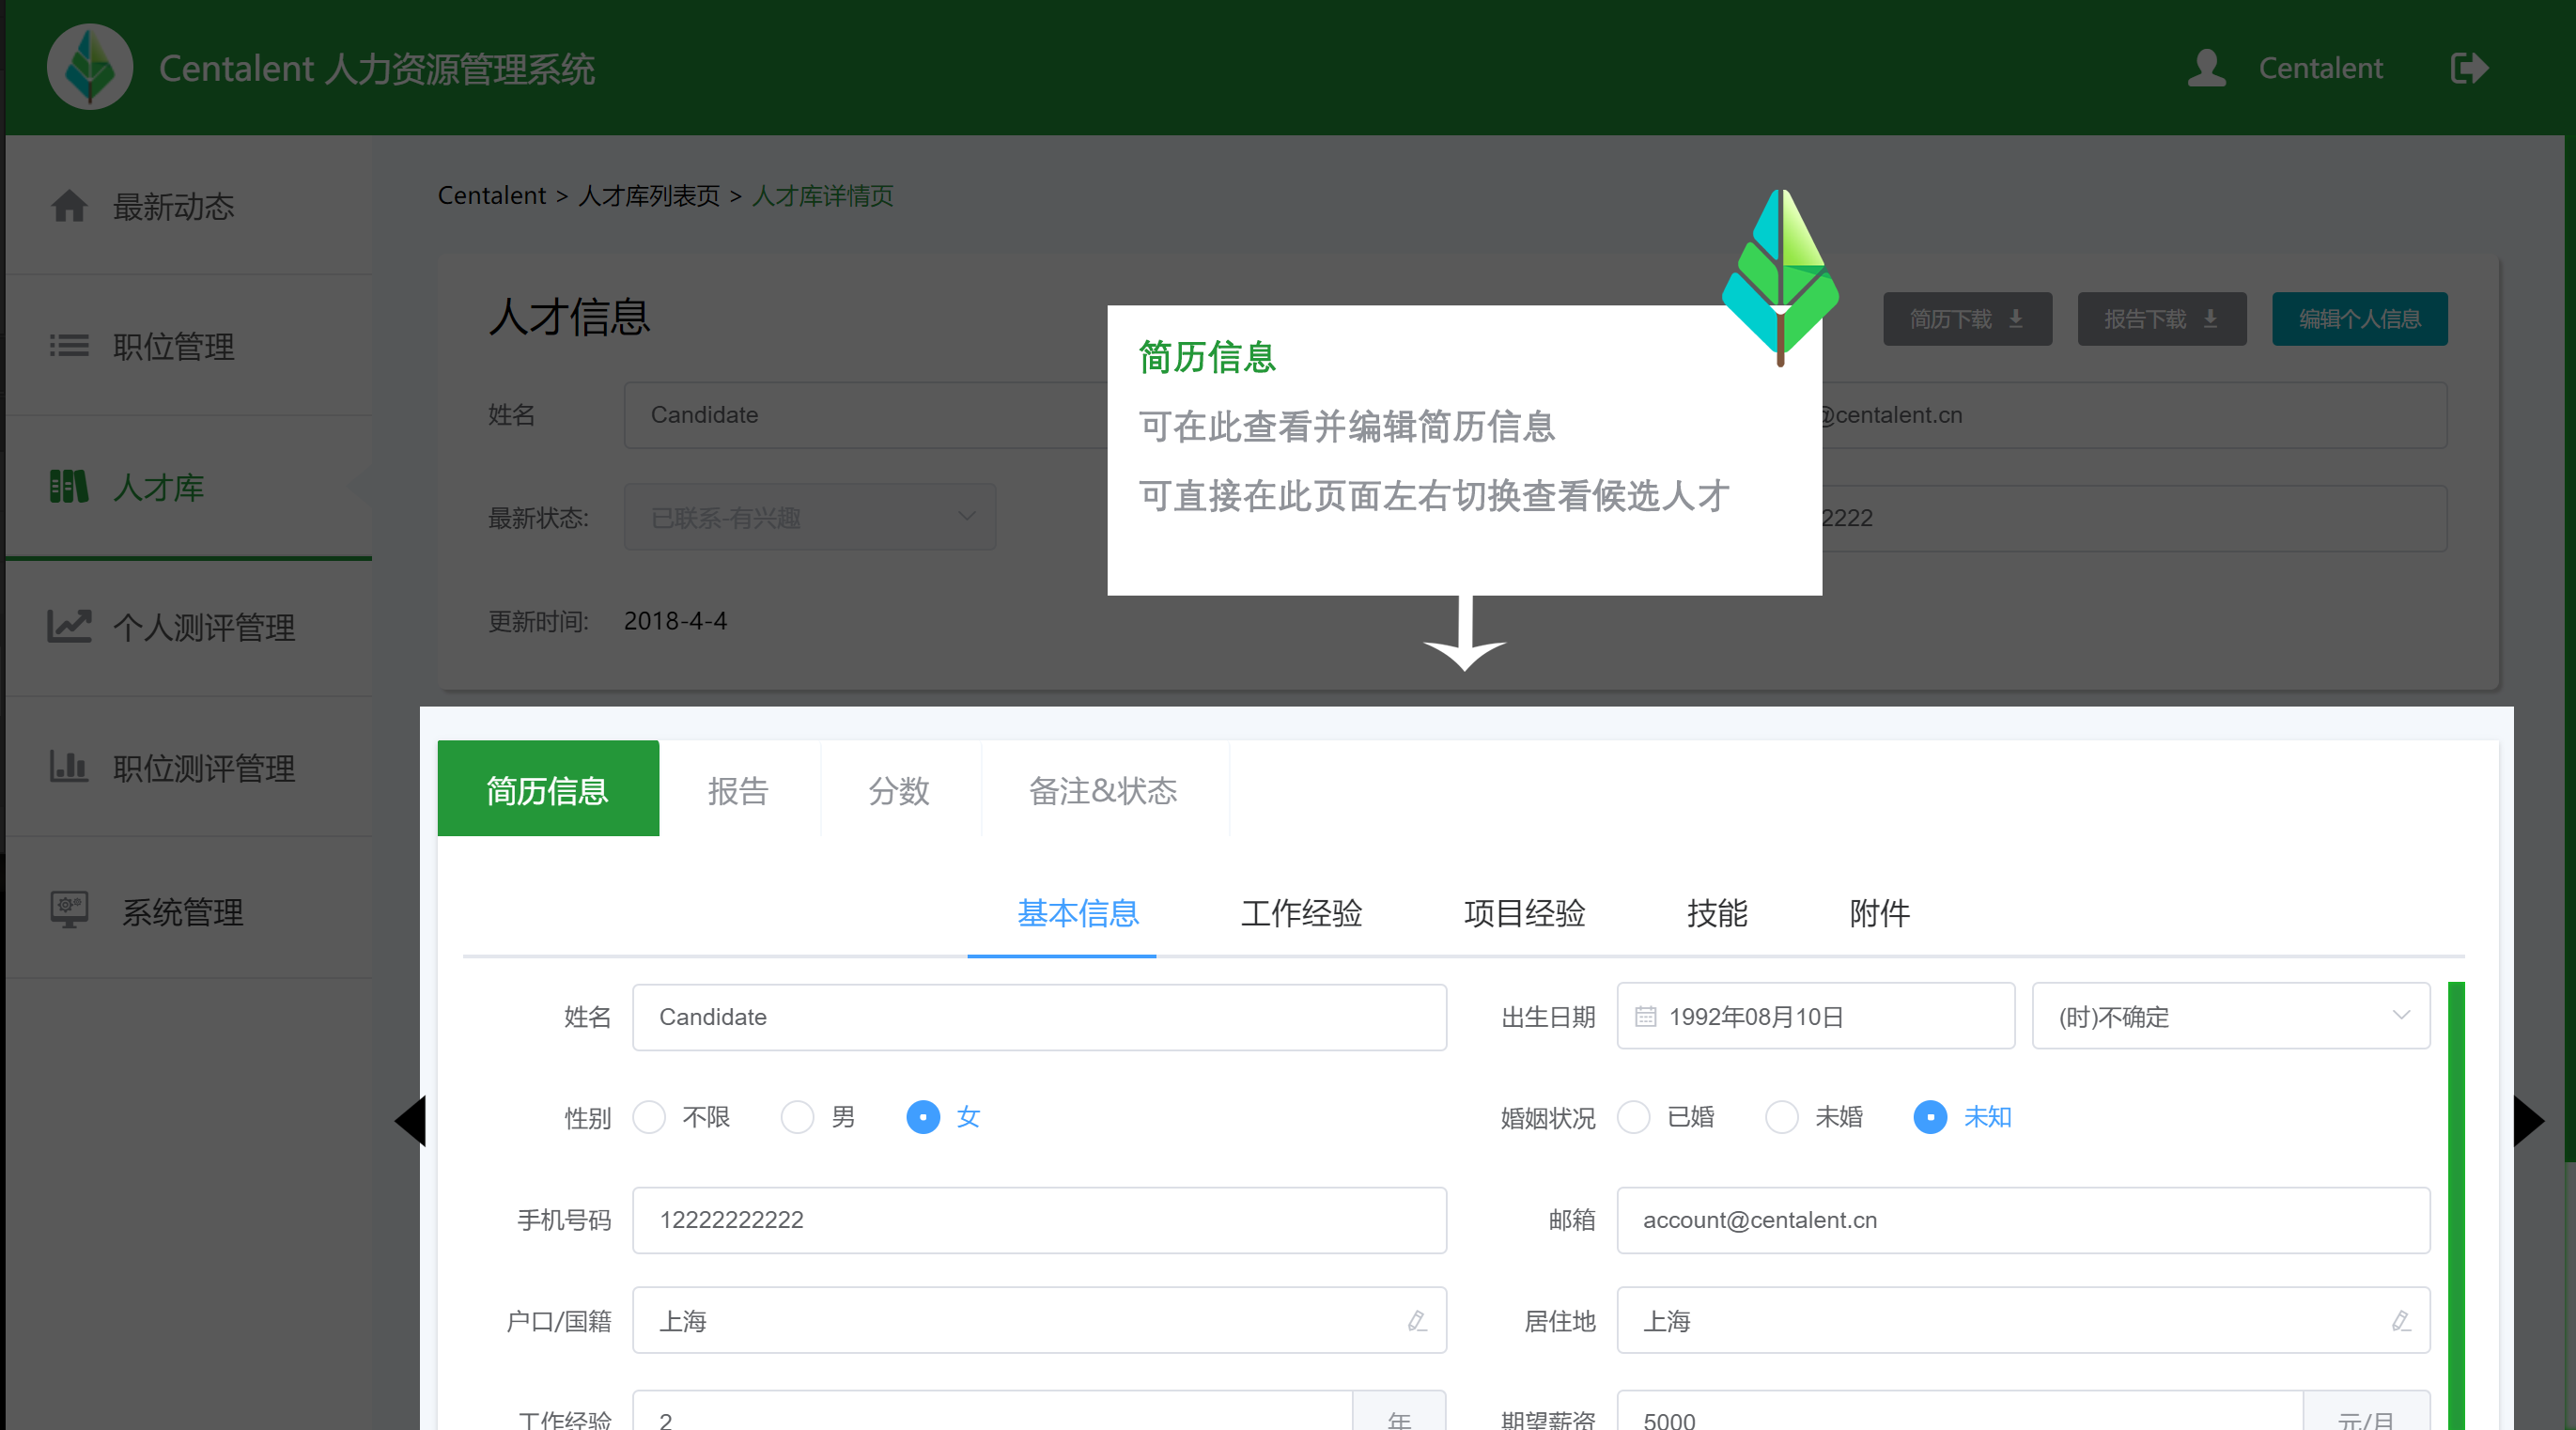 Centalent 人力资源管理系统
Centalent
最新动态
职位管理
人才库
个人测评管理
职位测评管理
系统管理
Centalent > 人才库列表页 > 人才库详情页
人才信息
简历下载
报告下载
编辑个人信息
姓名
Candidate
@centalent.cn
最新状态:
已联系-有兴趣
2222
更新时间:
2018-4-4
简历信息
可在此查看并编辑简历信息
可直接在此页面左右切换查看候选人才
简历信息 报告 分数 备注&状态
基本信息 工作经验 项目经验 技能 附件
姓名 Candidate 出生日期 1992年08月10日 (时)不确定
性别 不限 男 女 婚姻状况 已婚 未婚 未知
手机号码 12222222222 邮箱 account@centalent.cn
户口/国籍 上海 居住地 上海
工作经验 2 年 期望薪资 5000 元/月